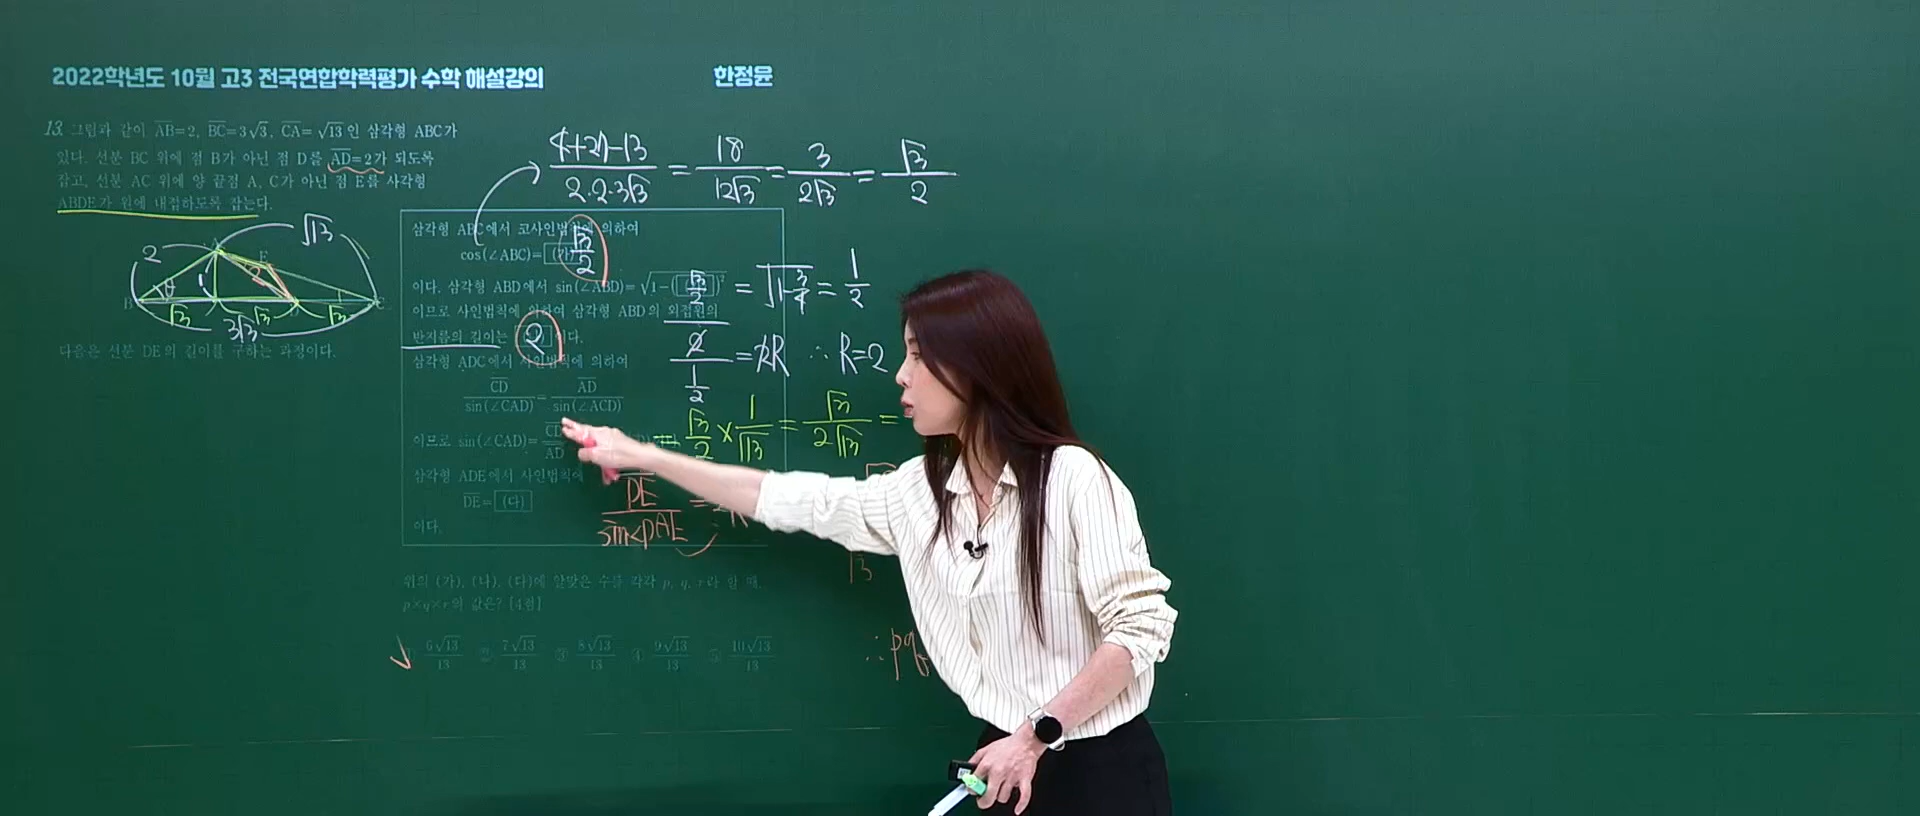 2022학년도 10월 고3 전국연합학력평가 수학 해설강의
한정윤
13. 그림과 같이 AB=2, BC=3√3, CA=√13인 삼각형 ABC가
있다. 선분 BC 위에 점 B가 아닌 점 D를 AD=2가 되도록
잡고, 선분 AC 위에 양 끝점 A, C가 아닌 점 E를 사각형
ABDE가 원에 내접하도록 잡는다.
2 √13
A E
B θ 1 2 D C
√3 √3 √3
3√3
다음은 선분 DE의 길이를 구하는 과정이다.
(4+27-13)/(2·2·3√3) = 18/(12√3) = 3/(2√3) = √3/2
삼각형 ABC에서 코사인법칙에 의하여
cos(∠ABC)= (가) √3/2
이다. 삼각형 ABD에서 sin(∠ABD)=√(1-( √3/2 )²) = √(1-3/4) = 1/2
이므로 사인법칙에 의하여 삼각형 ABD의 외접원의
반지름의 길이는 2 이다.
2/(1/2) = 2R ∴ R=2
삼각형 ADC에서 사인법칙에 의하여
CD/sin(∠CAD) = AD/sin(∠ACD)
이므로 sin(∠CAD)= CD/AD
= √3/2 × 1/√13 = √3/(2√13) =
삼각형 ADE에서 사인법칙에
DE= (다)
DE/sin∠DAE =
이다.
위의 (가), (나), (다)에 알맞은 수를 각각 p, q, r라 할 때,
p×q×r의 값은? [4점]
① 6√13/13 ② 7√13/13 ③ 8√13/13 ④ 9√13/13 ⑤ 10√13/13
∴ pq